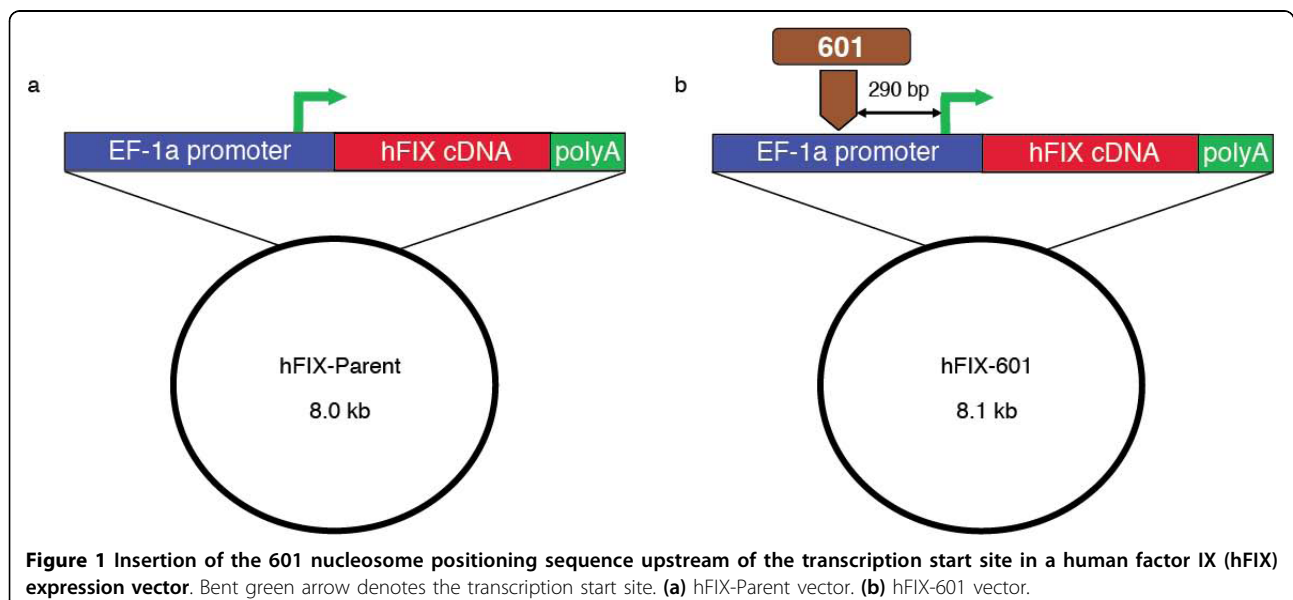 a
EF-1a promoter
hFIX cDNA
polyA
hFIX-Parent
8.0 kb
b
601
290 bp
EF-1a promoter
hFIX cDNA
polyA
hFIX-601
8.1 kb
Figure 1 Insertion of the 601 nucleosome positioning sequence upstream of the transcription start site in a human factor IX (hFIX)
expression vector. Bent green arrow denotes the transcription start site. (a) hFIX-Parent vector. (b) hFIX-601 vector.